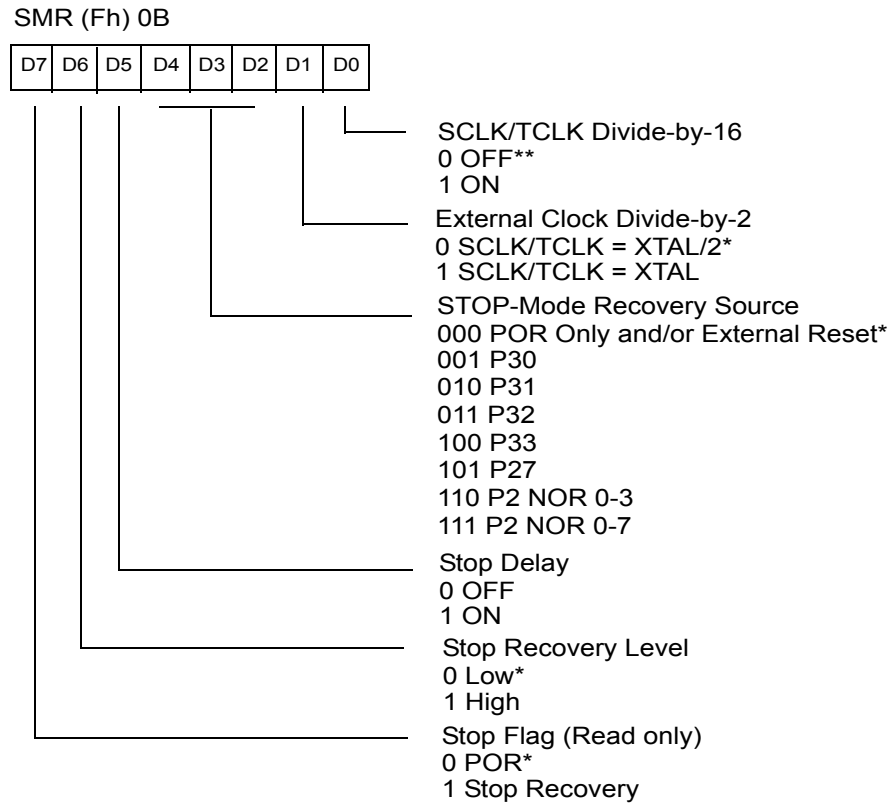 SMR (Fh) 0B
D7 D6 D5 D4 D3 D2 D1 D0
SCLK/TCLK Divide-by-16
0 OFF**
1 ON
External Clock Divide-by-2
0 SCLK/TCLK = XTAL/2*
1 SCLK/TCLK = XTAL
STOP-Mode Recovery Source
000 POR Only and/or External Reset*
001 P30
010 P31
011 P32
100 P33
101 P27
110 P2 NOR 0-3
111 P2 NOR 0-7
Stop Delay
0 OFF
1 ON
Stop Recovery Level
0 Low*
1 High
Stop Flag (Read only)
0 POR*
1 Stop Recovery